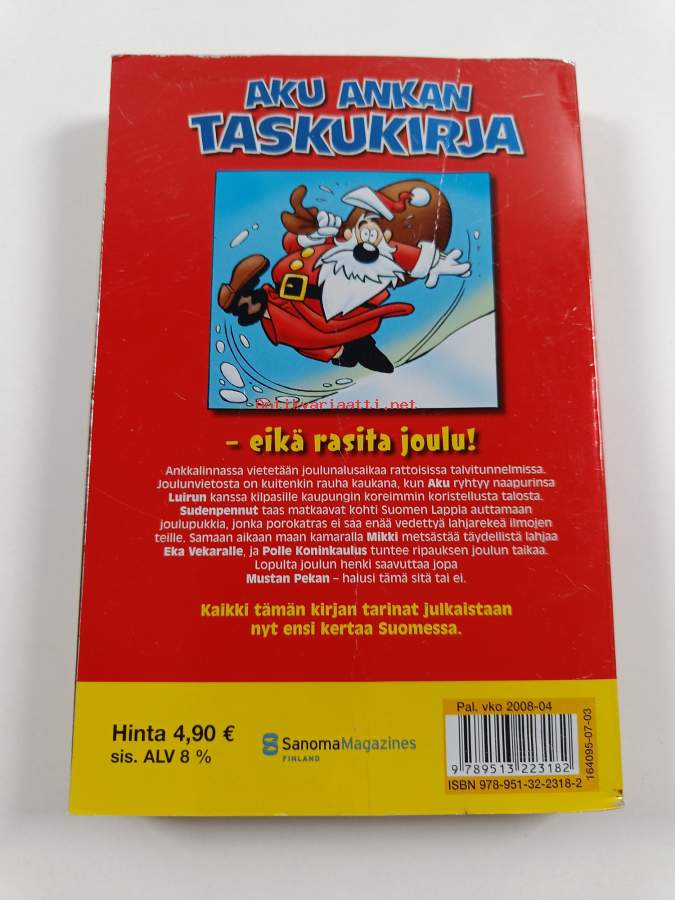 AKU ANKAN
TASKUKIRJA
Antikvariaatti.net
– eikä rasita joulu!
Ankkalinnassa vietetään joulunalusaikaa rattoisissa talvitunnelmissa.
Joulunvietosta on kuitenkin rauha kaukana, kun Aku ryhtyy naapurinsa
Luirun kanssa kilpasille kaupungin koreimmin koristellusta talosta.
Sudenpennut taas matkaavat kohti Suomen Lappia auttamaan
joulupukkia, jonka porokatras ei saa enää vedettyä lahjarekeä ilmojen
teille. Samaan aikaan maan kamaralla Mikki metsästää täydellistä lahjaa
Eka Vekaralle, ja Polle Koninkaulus tuntee ripauksen joulun taikaa.
Lopulta joulun henki saavuttaa jopa
Mustan Pekan – halusi tämä sitä tai ei.
Kaikki tämän kirjan tarinat julkaistaan
nyt ensi kertaa Suomessa.
Hinta 4,90 €
sis. ALV 8 %
SanomaMagazines
FINLAND
Pal. vko 2008-04
9 789513 223182
ISBN 978-951-32-2318-2
164095-07-03